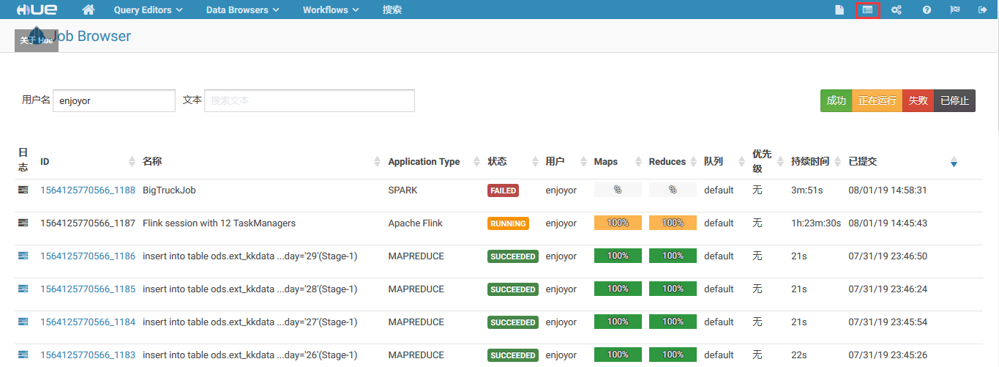 HUE Query Editors Data Browsers Workflows 搜索
关于 Hue Job Browser
用户名 enjoyor 文本 搜索文本 成功 正在运行 失败 已停止
日志 ID 名称 Application Type 状态 用户 Maps Reduces 队列 优先级 持续时间 已提交
1564125770566_1188 BigTruckJob SPARK FAILED enjoyor default 无 3m:51s 08/01/19 14:58:31
1564125770566_1187 Flink session with 12 TaskManagers Apache Flink RUNNING enjoyor 100% 100% default 无 1h:23m:30s 08/01/19 14:45:43
1564125770566_1186 insert into table ods.ext_kkdata ...day='29'(Stage-1) MAPREDUCE SUCCEEDED enjoyor 100% 100% default 无 21s 07/31/19 23:46:50
1564125770566_1185 insert into table ods.ext_kkdata ...day='28'(Stage-1) MAPREDUCE SUCCEEDED enjoyor 100% 100% default 无 21s 07/31/19 23:46:24
1564125770566_1184 insert into table ods.ext_kkdata ...day='27'(Stage-1) MAPREDUCE SUCCEEDED enjoyor 100% 100% default 无 21s 07/31/19 23:45:54
1564125770566_1183 insert into table ods.ext_kkdata ...day='26'(Stage-1) MAPREDUCE SUCCEEDED enjoyor 100% 100% default 无 22s 07/31/19 23:45:26